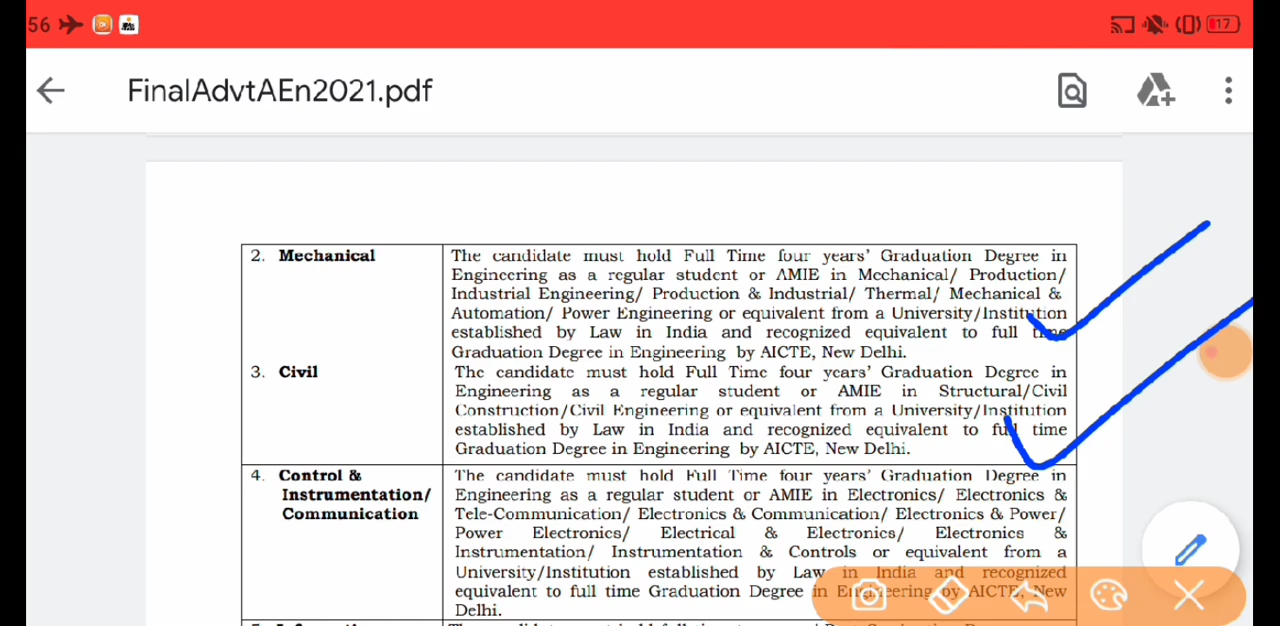 56
17
FinalAdvtAEn2021.pdf
2. Mechanical
The candidate must hold Full Time four years’ Graduation Degree in
Engineering as a regular student or AMIE in Mechanical/ Production/
Industrial Engineering/ Production & Industrial/ Thermal/ Mechanical &
Automation/ Power Engineering or equivalent from a University/Institution
established by Law in India and recognized equivalent to full time
Graduation Degree in Engineering by AICTE, New Delhi.
3. Civil
The candidate must hold Full Time four years’ Graduation Degree in
Engineering as a regular student or AMIE in Structural/Civil
Construction/Civil Engineering or equivalent from a University/Institution
established by Law in India and recognized equivalent to full time
Graduation Degree in Engineering by AICTE, New Delhi.
4. Control &
Instrumentation/
Communication
The candidate must hold Full Time four years’ Graduation Degree in
Engineering as a regular student or AMIE in Electronics/ Electronics &
Tele-Communication/ Electronics & Communication/ Electronics & Power/
Power Electronics/ Electrical & Electronics/ Electronics &
Instrumentation/ Instrumentation & Controls or equivalent from a
University/Institution established by Law in India and recognized
equivalent to full time Graduation Degree in Engineering by AICTE, New
Delhi.